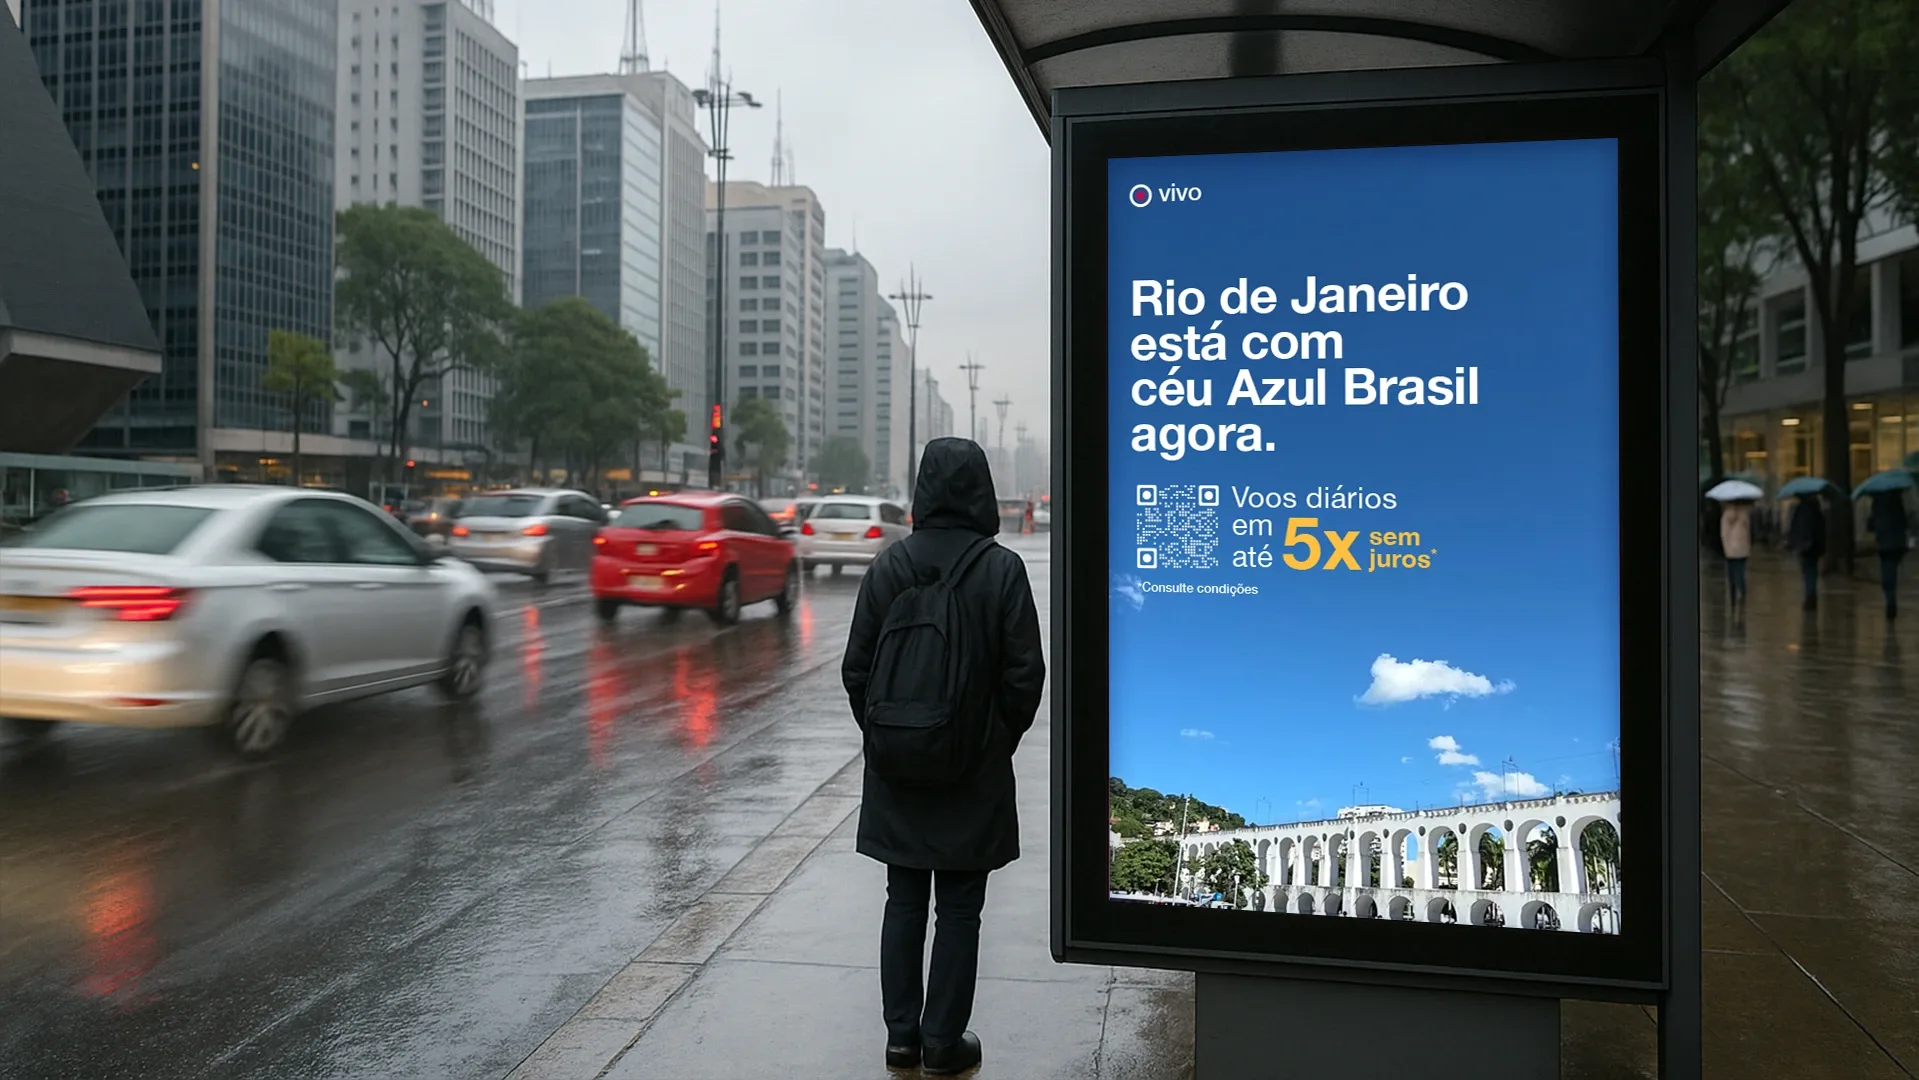 vivo
Rio de Janeiro
está com
céu Azul Brasil
agora.
Voos diários
em
até 5x sem
juros*
*Consulte condições